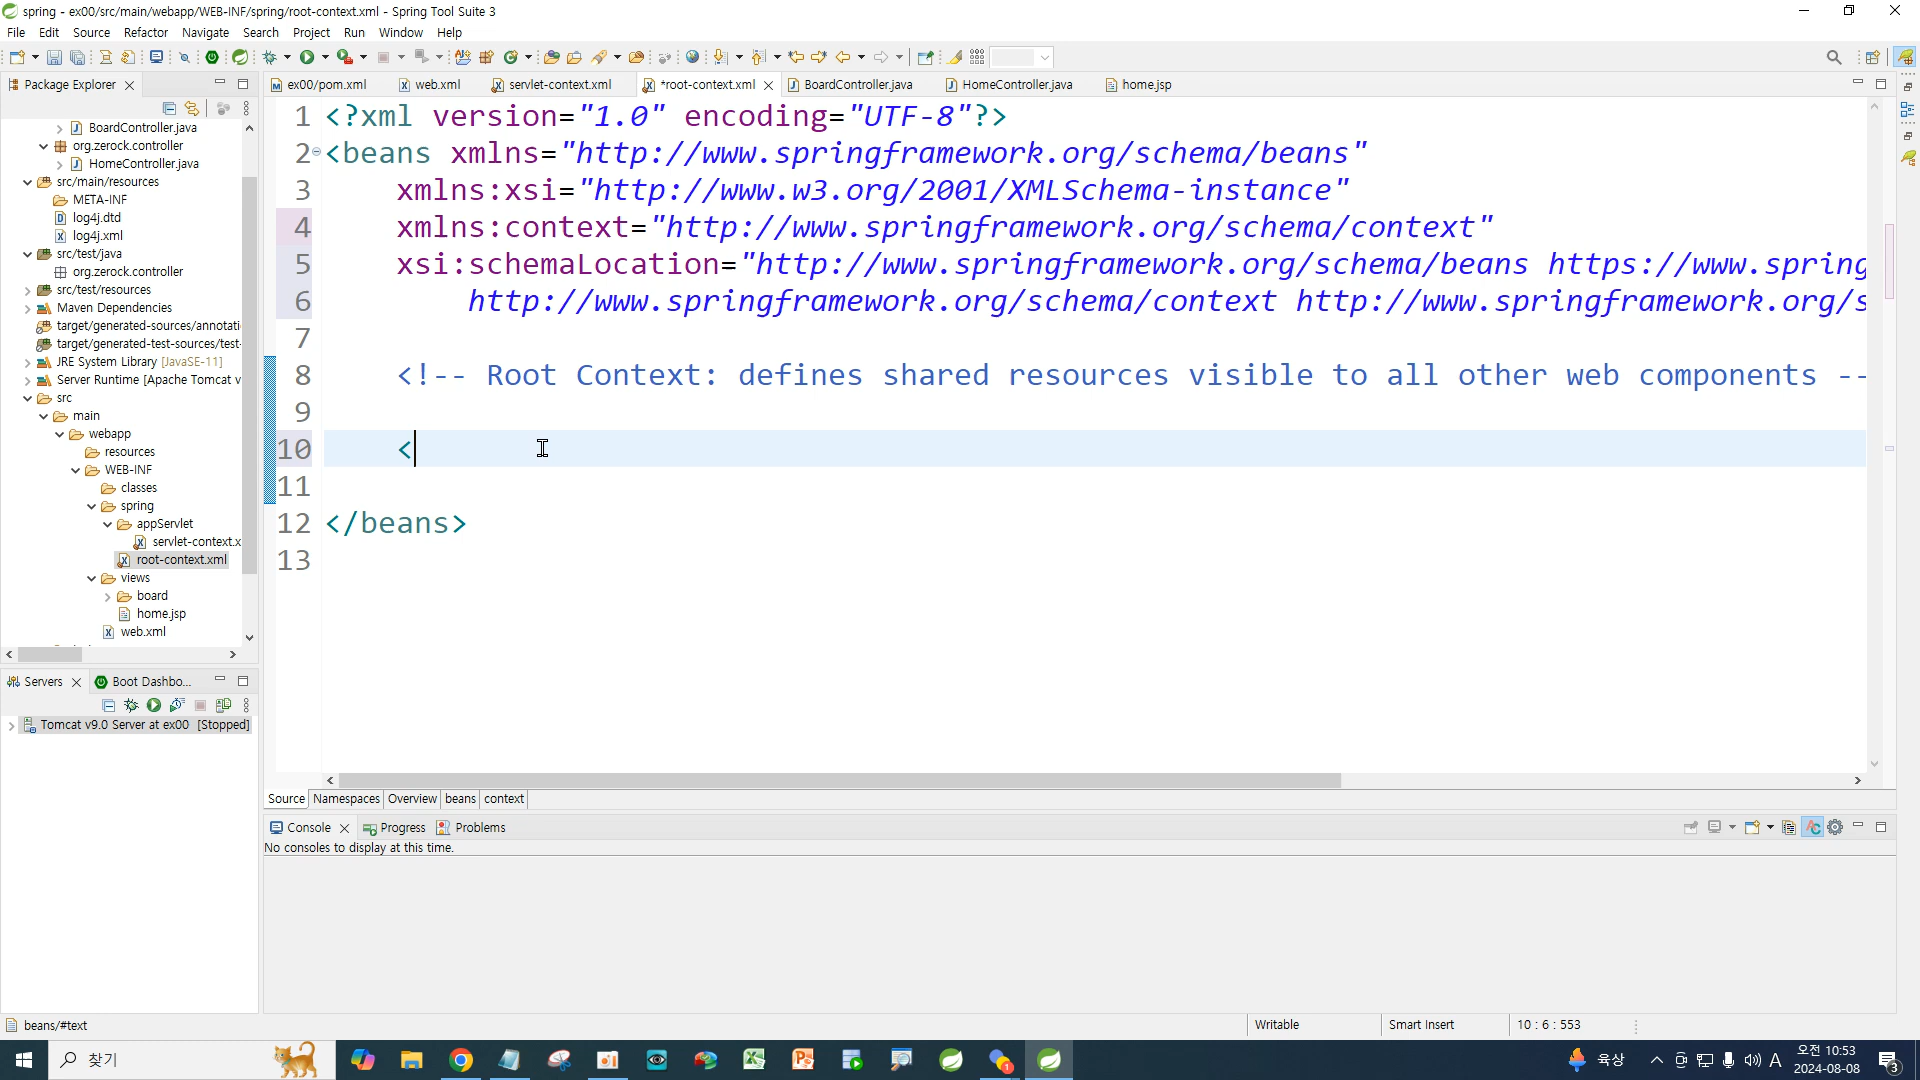 spring - ex00/src/main/webapp/WEB-INF/spring/root-context.xml - Spring Tool Suite 3
File Edit Source Refactor Navigate Search Project Run Window Help
Package Explorer
BoardController.java
org.zerock.controller
HomeController.java
src/main/resources
META-INF
log4j.dtd
log4j.xml
src/test/java
org.zerock.controller
src/test/resources
Maven Dependencies
target/generated-sources/annotati
target/generated-test-sources/test-
JRE System Library [JavaSE-11]
Server Runtime [Apache Tomcat v
src
main
webapp
resources
WEB-INF
classes
spring
appServlet
servlet-context.x
root-context.xml
views
board
home.jsp
web.xml
Servers Boot Dashbo...
Tomcat v9.0 Server at ex00 [Stopped]
ex00/pom.xml web.xml servlet-context.xml *root-context.xml BoardController.java HomeController.java home.jsp
1 <?xml version="1.0" encoding="UTF-8"?>
2 <beans xmlns="http://www.springframework.org/schema/beans"
3 xmlns:xsi="http://www.w3.org/2001/XMLSchema-instance"
4 xmlns:context="http://www.springframework.org/schema/context"
5 xsi:schemaLocation="http://www.springframework.org/schema/beans https://www.spring
6 http://www.springframework.org/schema/context http://www.springframework.org/s
7
8 <!-- Root Context: defines shared resources visible to all other web components --
9
10 <
11
12 </beans>
13
Source Namespaces Overview beans context
Console Progress Problems
No consoles to display at this time.
beans/#text
Writable Smart Insert 10 : 6 : 553
찾기
육상
A
오전 10:53
2024-08-08
3